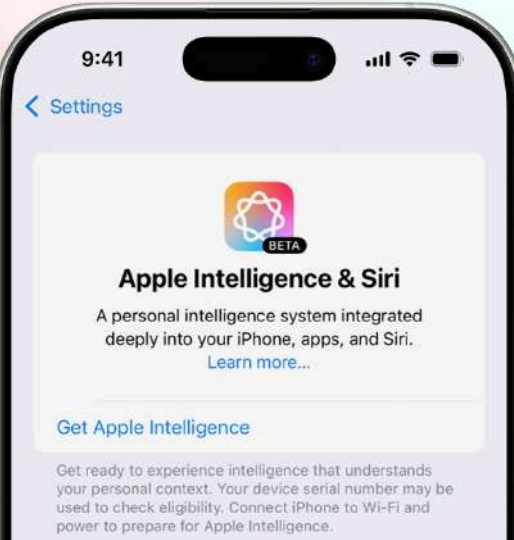 9:41
Settings
BETA
Apple Intelligence & Siri
A personal intelligence system integrated
deeply into your iPhone, apps, and Siri.
Learn more...
Get Apple Intelligence
Get ready to experience intelligence that understands
your personal context. Your device serial number may be
used to check eligibility. Connect iPhone to Wi-Fi and
power to prepare for Apple Intelligence.